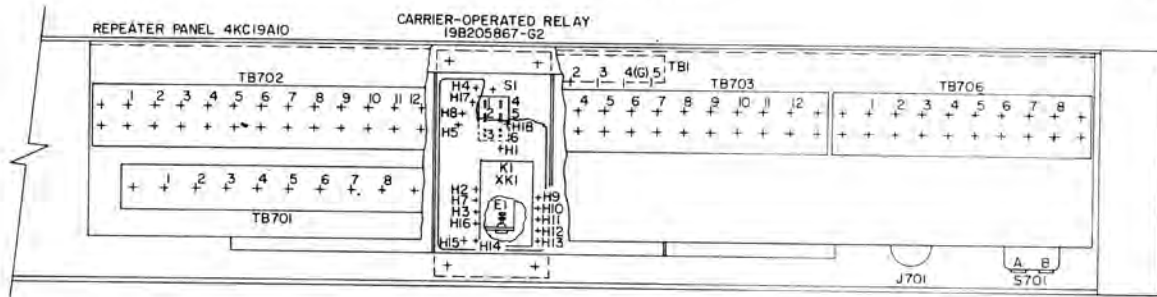 REPEATER PANEL 4KC19A10
CARRIER-OPERATED RELAY
19B205867-G2
TB702
1 2 3 4 5 6 7 8 9 10 11 12
TB701
1 2 3 4 5 6 7 8
H4
S1
H17
4
H8
5
H5
H18
3
6
H1
K1
XK1
H2
H7
H3
H16
H15
E1
H14
H9
H10
H11
H12
H13
TB1
2 3 4(G) 5
TB703
4 5 6 7 8 9 10 11 12
TB706
1 2 3 4 5 6 7 8
J701
A B
S701